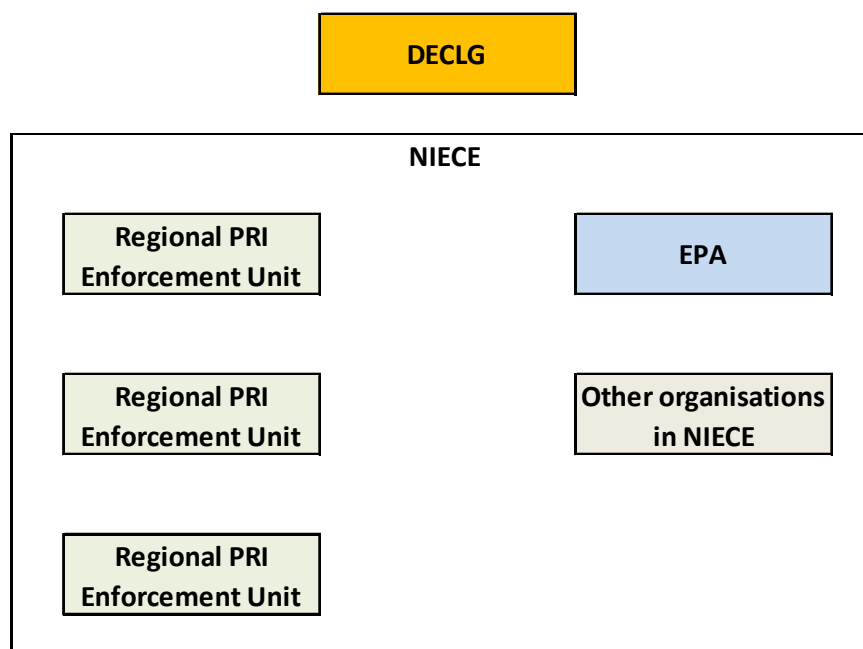 DECLG
NIECE
Regional PRI
Enforcement Unit
EPA
Regional PRI
Enforcement Unit
Other organisations
in NIECE
Regional PRI
Enforcement Unit